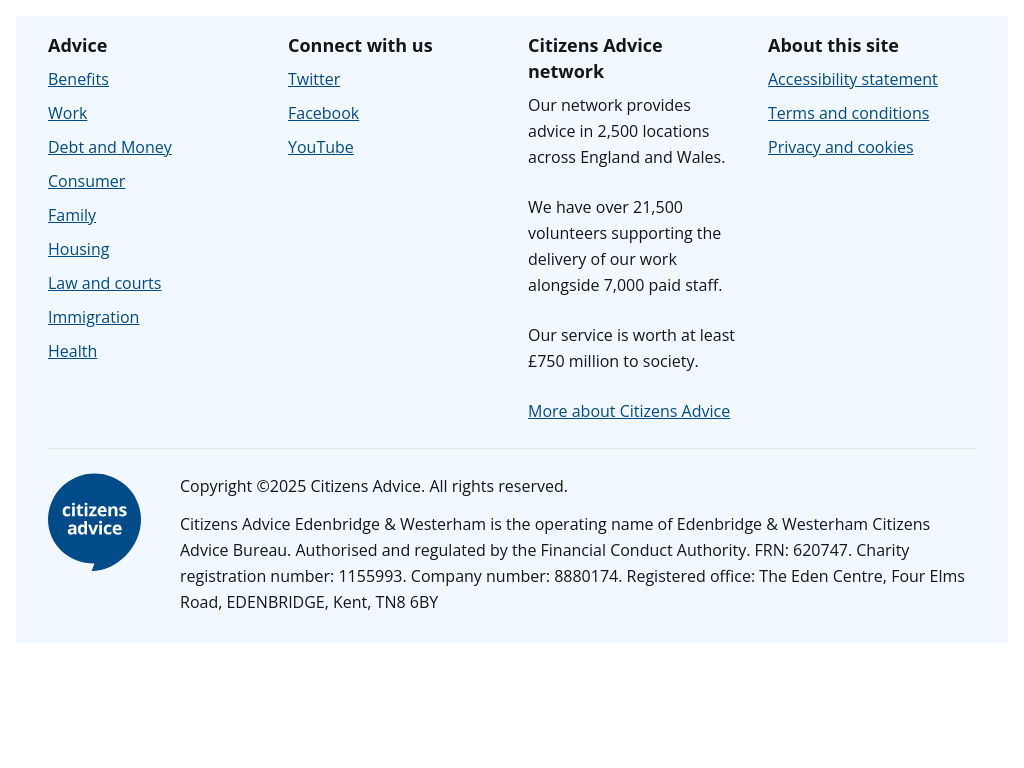 Advice
Benefits
Work
Debt and Money
Consumer
Family
Housing
Law and courts
Immigration
Health
Connect with us
Twitter
Facebook
YouTube
Citizens Advice
network
Our network provides
advice in 2,500 locations
across England and Wales.
We have over 21,500
volunteers supporting the
delivery of our work
alongside 7,000 paid staff.
Our service is worth at least
£750 million to society.
More about Citizens Advice
About this site
Accessibility statement
Terms and conditions
Privacy and cookies
citizens
advice
Copyright ©2025 Citizens Advice. All rights reserved.
Citizens Advice Edenbridge & Westerham is the operating name of Edenbridge & Westerham Citizens
Advice Bureau. Authorised and regulated by the Financial Conduct Authority. FRN: 620747. Charity
registration number: 1155993. Company number: 8880174. Registered office: The Eden Centre, Four Elms
Road, EDENBRIDGE, Kent, TN8 6BY